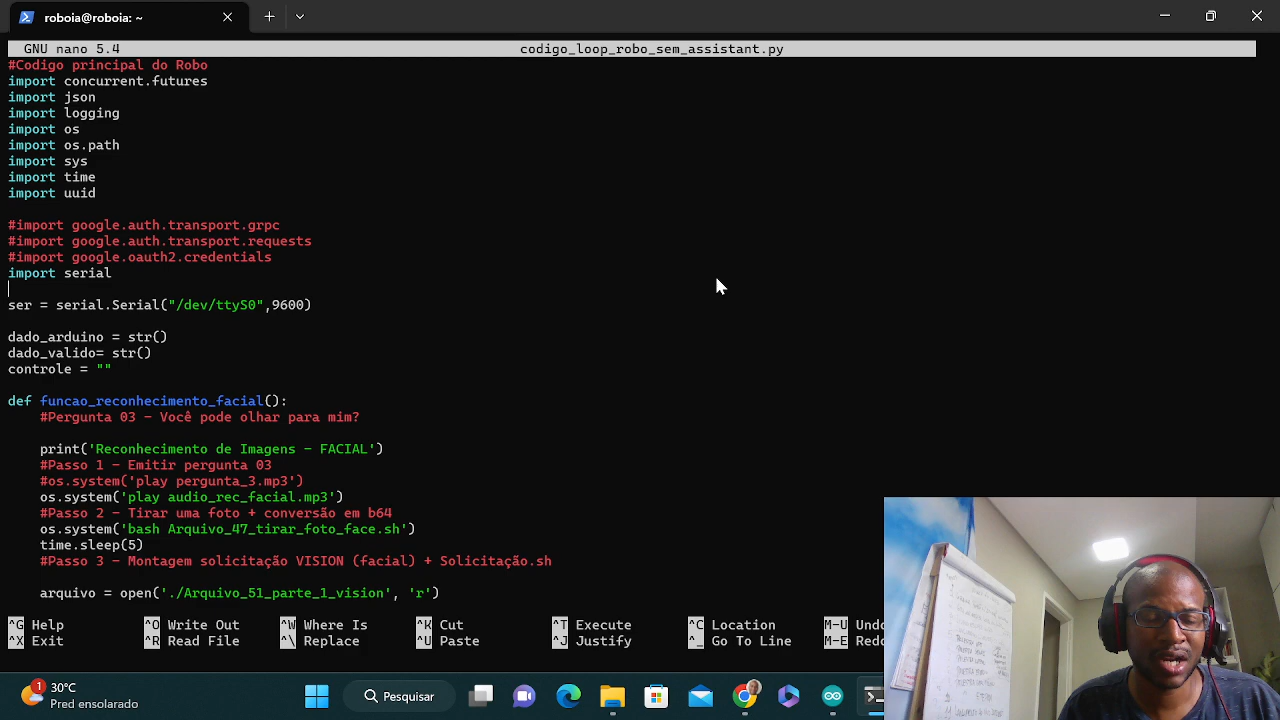 roboia@roboia: ~
GNU nano 5.4 codigo_loop_robo_sem_assistant.py
#Codigo principal do Robo
import concurrent.futures
import json
import logging
import os
import os.path
import sys
import time
import uuid
#import google.auth.transport.grpc
#import google.auth.transport.requests
#import google.oauth2.credentials
import serial
ser = serial.Serial("/dev/ttyS0",9600)
dado_arduino = str()
dado_valido= str()
controle = ""
def funcao_reconhecimento_facial():
#Pergunta 03 - Você pode olhar para mim?
print('Reconhecimento de Imagens - FACIAL')
#Passo 1 - Emitir pergunta 03
#os.system('play pergunta_3.mp3')
os.system('play audio_rec_facial.mp3')
#Passo 2 - Tirar uma foto + conversão em b64
os.system('bash Arquivo_47_tirar_foto_face.sh')
time.sleep(5)
#Passo 3 - Montagem solicitação VISION (facial) + Solicitação.sh
arquivo = open('./Arquivo_51_parte_1_vision', 'r')
^G Help ^O Write Out ^W Where Is ^K Cut ^T Execute ^C Location M-U Undo
^X Exit ^R Read File ^\ Replace ^U Paste ^J Justify ^_ Go To Line M-E Redo
1
30°C
Pred ensolarado
Pesquisar